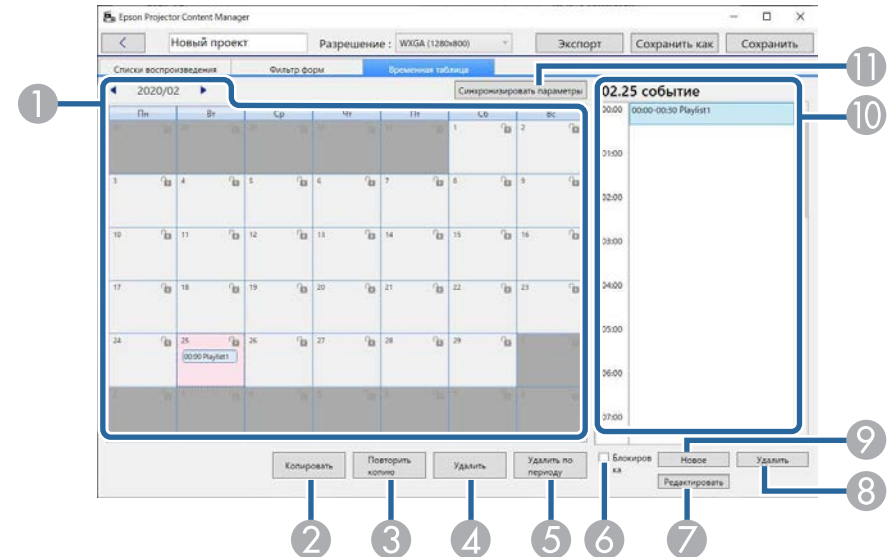 Epson Projector Content Manager
Новый проект Разрешение : WXGA (1280x800) Экспорт Сохранить как Сохранить
Списки воспроизведения Фильтр форм Временная таблица
2020/02 Синхронизировать параметры
Пн Вт Ср Чт Пт Сб Вс
1 2
3 4 5 6 7 8 9
10 11 12 13 14 15 16
17 18 19 20 21 22 23
24 25 26 27 28 29
00:00 Playlist1
02.25 событие
00:00 00:00-00:30 Playlist1
01:00
02:00
03:00
04:00
05:00
06:00
07:00
Копировать Повторить копию Удалить Удалить по периоду
Блокиров
ка
Новое Удалить
Редактировать
1
2 3 4 5 6 7
8
9
10
11